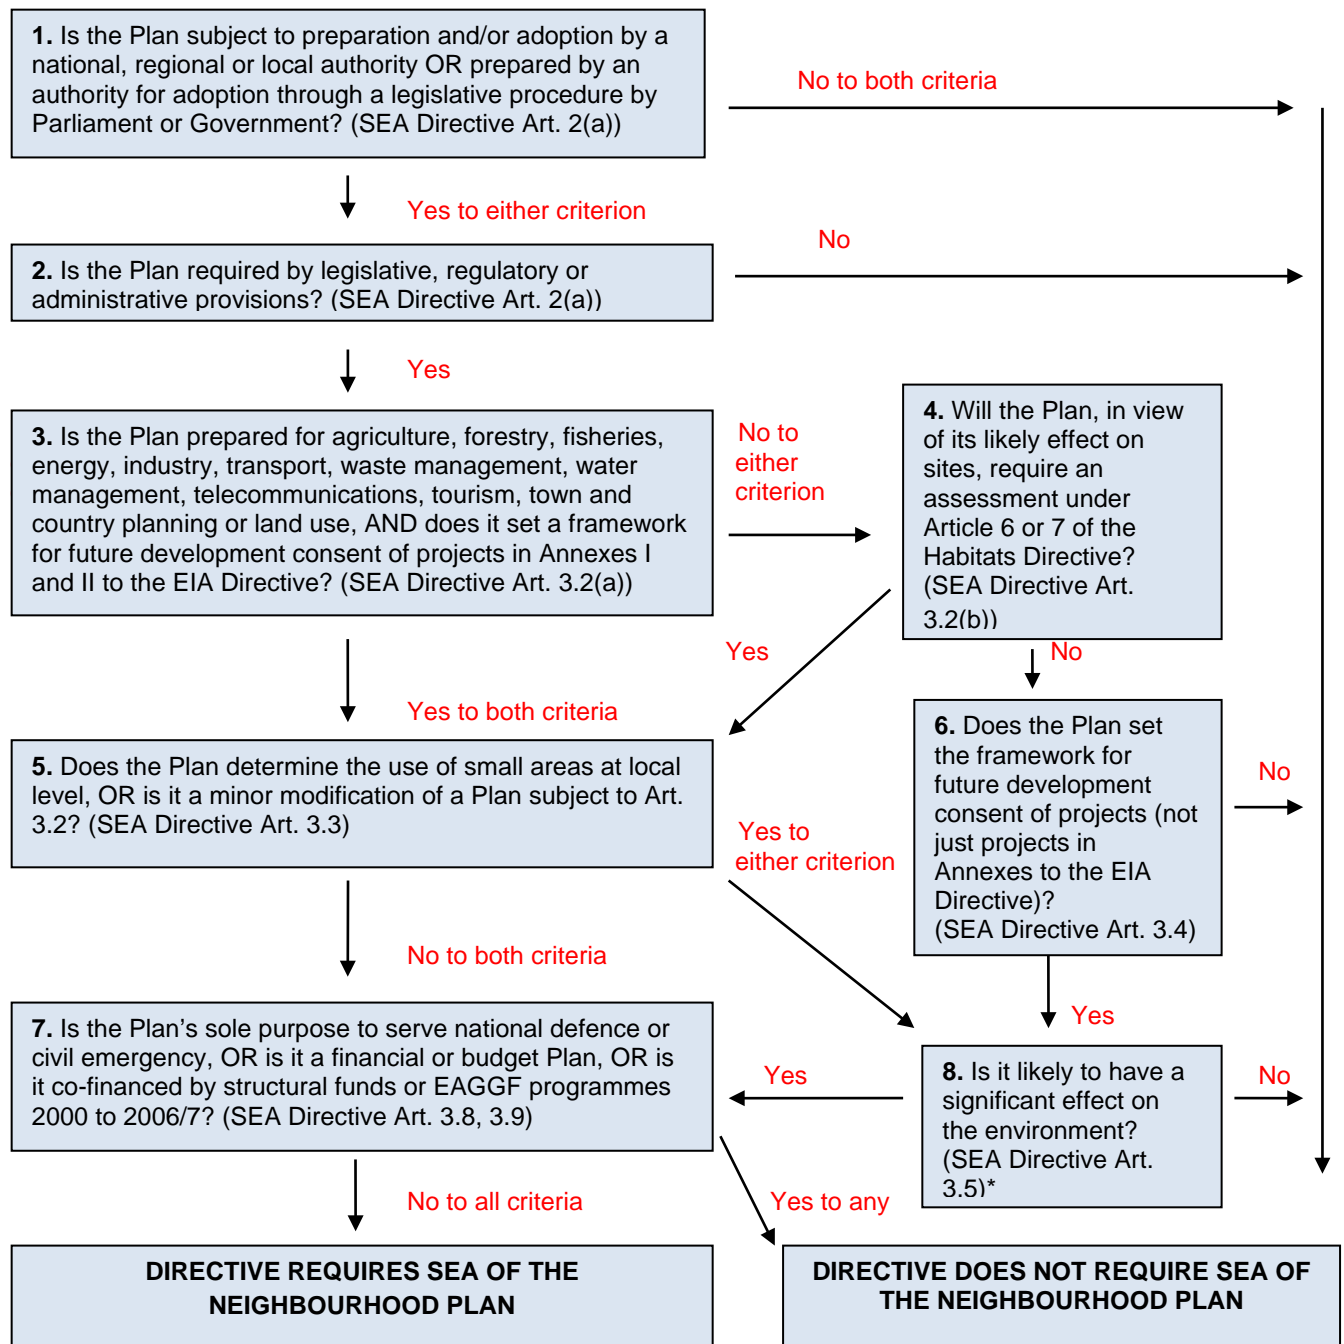 1. Is the Plan subject to preparation and/or adoption by a
national, regional or local authority OR prepared by an
authority for adoption through a legislative procedure by
Parliament or Government? (SEA Directive Art. 2(a))
No to both criteria
Yes to either criterion
2. Is the Plan required by legislative, regulatory or
administrative provisions? (SEA Directive Art. 2(a))
No
Yes
3. Is the Plan prepared for agriculture, forestry, fisheries,
energy, industry, transport, waste management, water
management, telecommunications, tourism, town and
country planning or land use, AND does it set a framework
for future development consent of projects in Annexes I
and II to the EIA Directive? (SEA Directive Art. 3.2(a))
No to
either
criterion
4. Will the Plan, in view
of its likely effect on
sites, require an
assessment under
Article 6 or 7 of the
Habitats Directive?
(SEA Directive Art.
3.2(b))
Yes
No
Yes to both criteria
5. Does the Plan determine the use of small areas at local
level, OR is it a minor modification of a Plan subject to Art.
3.2? (SEA Directive Art. 3.3)
Yes to
either criterion
6. Does the Plan set
the framework for
future development
consent of projects (not
just projects in
Annexes to the EIA
Directive)?
(SEA Directive Art. 3.4)
No
No to both criteria
Yes
7. Is the Plan's sole purpose to serve national defence or
civil emergency, OR is it a financial or budget Plan, OR is
it co-financed by structural funds or EAGGF programmes
2000 to 2006/7? (SEA Directive Art. 3.8, 3.9)
Yes
8. Is it likely to have a
significant effect on
the environment?
(SEA Directive Art.
3.5)*
No
No to all criteria
Yes to any
DIRECTIVE REQUIRES SEA OF THE
NEIGHBOURHOOD PLAN
DIRECTIVE DOES NOT REQUIRE SEA OF
THE NEIGHBOURHOOD PLAN